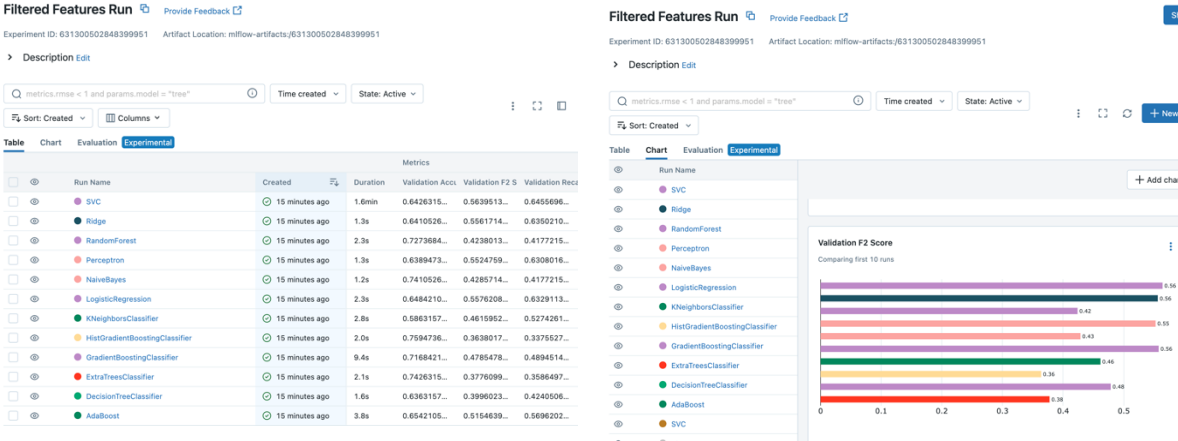 Filtered Features Run Provide Feedback
Experiment ID: 631300502848399951 Artifact Location: mlflow-artifacts:/631300502848399951
Description Edit
metrics.rmse < 1 and params.model = "tree" Time created State: Active
Sort: Created Columns
Table Chart Evaluation Experimental
Metrics
Run Name Created Duration Validation Accu Validation F2 S Validation Reca
SVC 15 minutes ago 1.6min 0.6426315... 0.5639513... 0.6455696...
Ridge 15 minutes ago 1.3s 0.6410526... 0.5561714... 0.6350210...
RandomForest 15 minutes ago 2.3s 0.7273684... 0.4238013... 0.4177215...
Perceptron 15 minutes ago 1.3s 0.6389473... 0.5524759... 0.6308016...
NaiveBayes 15 minutes ago 1.2s 0.7410526... 0.4285714... 0.4177215...
LogisticRegression 15 minutes ago 2.3s 0.6484210... 0.5576208... 0.6329113...
KNeighborsClassifier 15 minutes ago 2.8s 0.5863157... 0.4615952... 0.5274261...
HistGradientBoostingClassifier 15 minutes ago 2.0s 0.7594736... 0.3638017... 0.3375527...
GradientBoostingClassifier 15 minutes ago 9.4s 0.7168421... 0.4785478... 0.4894514...
ExtraTreesClassifier 15 minutes ago 2.1s 0.7426315... 0.3776099... 0.3586497...
DecisionTreeClassifier 15 minutes ago 1.6s 0.6363157... 0.3996023... 0.4240506...
AdaBoost 15 minutes ago 3.8s 0.6542105... 0.5154639... 0.5696202...
Filtered Features Run Provide Feedback
Experiment ID: 631300502848399951 Artifact Location: mlflow-artifacts:/631300502848399951
Description Edit
metrics.rmse < 1 and params.model = "tree" Time created State: Active
Sort: Created + New
Table Chart Evaluation Experimental
Run Name
SVC
Ridge
RandomForest
Perceptron
NaiveBayes
LogisticRegression
KNeighborsClassifier
HistGradientBoostingClassifier
GradientBoostingClassifier
ExtraTreesClassifier
DecisionTreeClassifier
AdaBoost
SVC
+ Add char
Validation F2 Score
Comparing first 10 runs
0.56
0.56
0.42
0.55
0.43
0.56
0.46
0.36
0.48
0.38
0 0.1 0.2 0.3 0.4 0.5